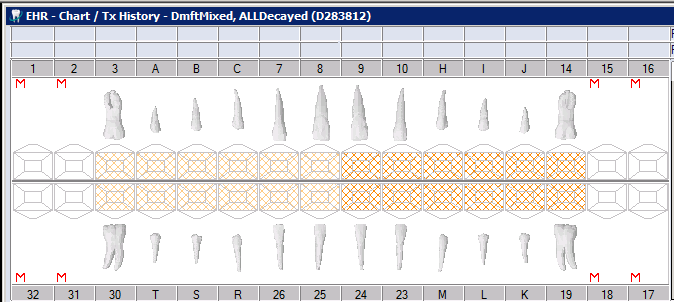 EHR - Chart / Tx History - DmftMixed, ALLDecayed (D283812)
1 2 3 A B C 7 8 9 10 H I J 14 15 16
M M M M
M M M M
32 31 30 T S R 26 25 24 23 M L K 19 18 17